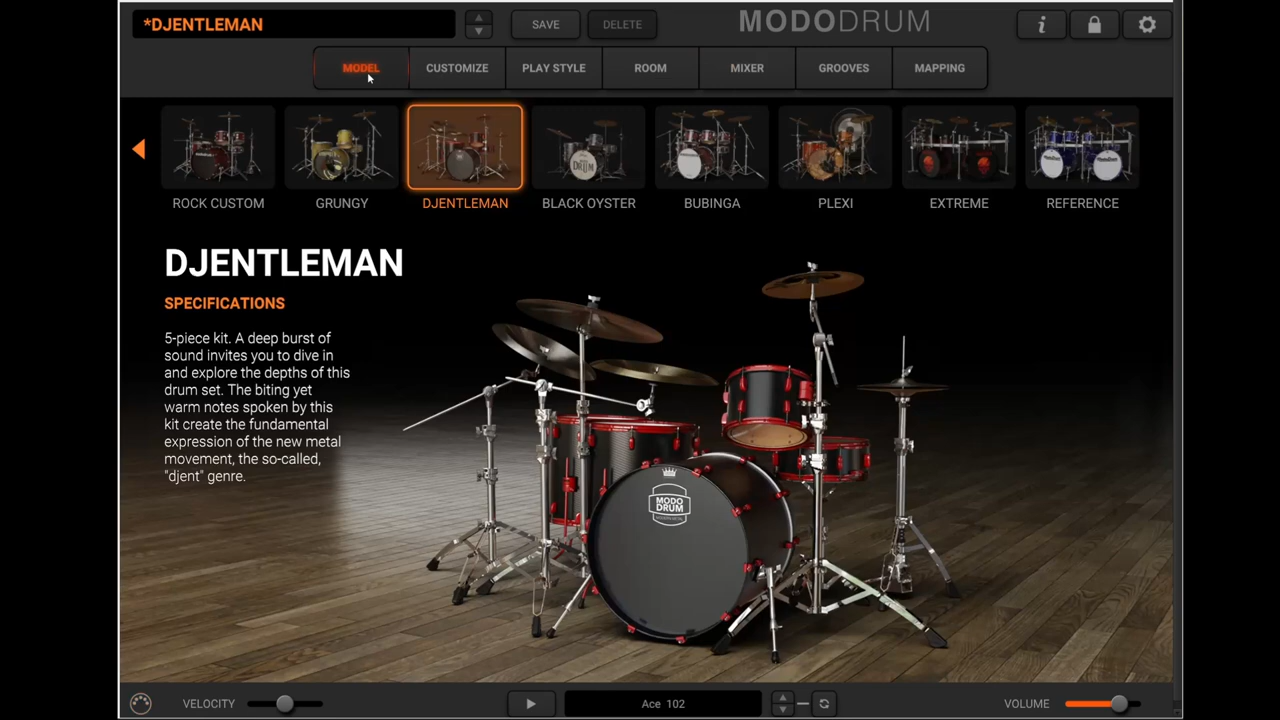 *DJENTLEMAN
SAVE
DELETE
MODODRUM
i
MODEL
CUSTOMIZE
PLAY STYLE
ROOM
MIXER
GROOVES
MAPPING
ROCK CUSTOM
GRUNGY
DJENTLEMAN
BLACK OYSTER
BUBINGA
PLEXI
EXTREME
REFERENCE
DJENTLEMAN
SPECIFICATIONS
5-piece kit. A deep burst of
sound invites you to dive in
and explore the depths of this
drum set. The biting yet
warm notes spoken by this
kit create the fundamental
expression of the new metal
movement, the so-called,
"djent" genre.
MODO
DRUM
VELOCITY
Ace 102
VOLUME